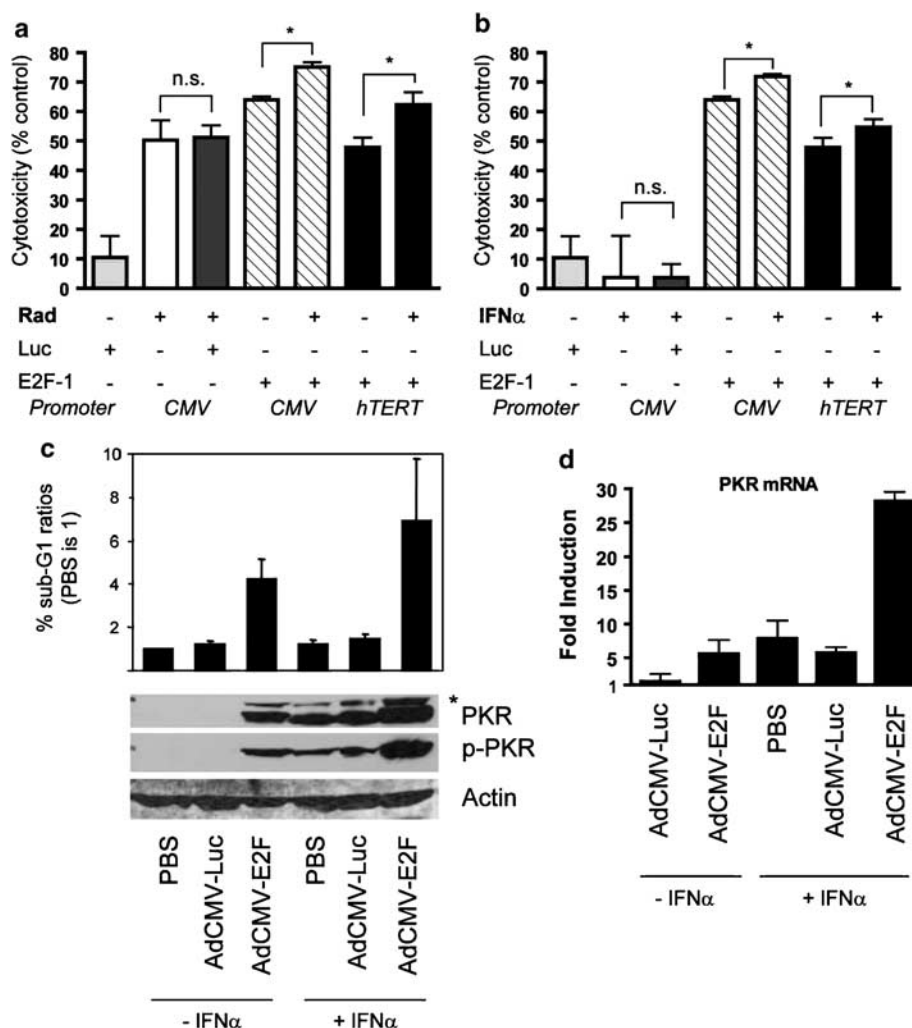 a
Cytotoxicity (% control)
80
70
60
50
40
30
20
10
0
n.s.
*
*
Rad - + + - + - +
Luc + - + - - - -
E2F-1 - - - + + + +
Promoter CMV CMV hTERT
b
Cytotoxicity (% control)
80
70
60
50
40
30
20
10
0
n.s.
*
*
IFNα - + + - + - +
Luc + - + - - - -
E2F-1 - - - + + + +
Promoter CMV CMV hTERT
c
% sub-G1 ratios
(PBS is 1)
10
8
6
4
2
*
PKR
p-PKR
Actin
PBS
AdCMV-Luc
AdCMV-E2F
PBS
AdCMV-Luc
AdCMV-E2F
- IFNα
+ IFNα
d
PKR mRNA
Fold Induction
30
25
20
15
10
5
1
AdCMV-Luc
AdCMV-E2F
PBS
AdCMV-Luc
AdCMV-E2F
- IFNα
+ IFNα